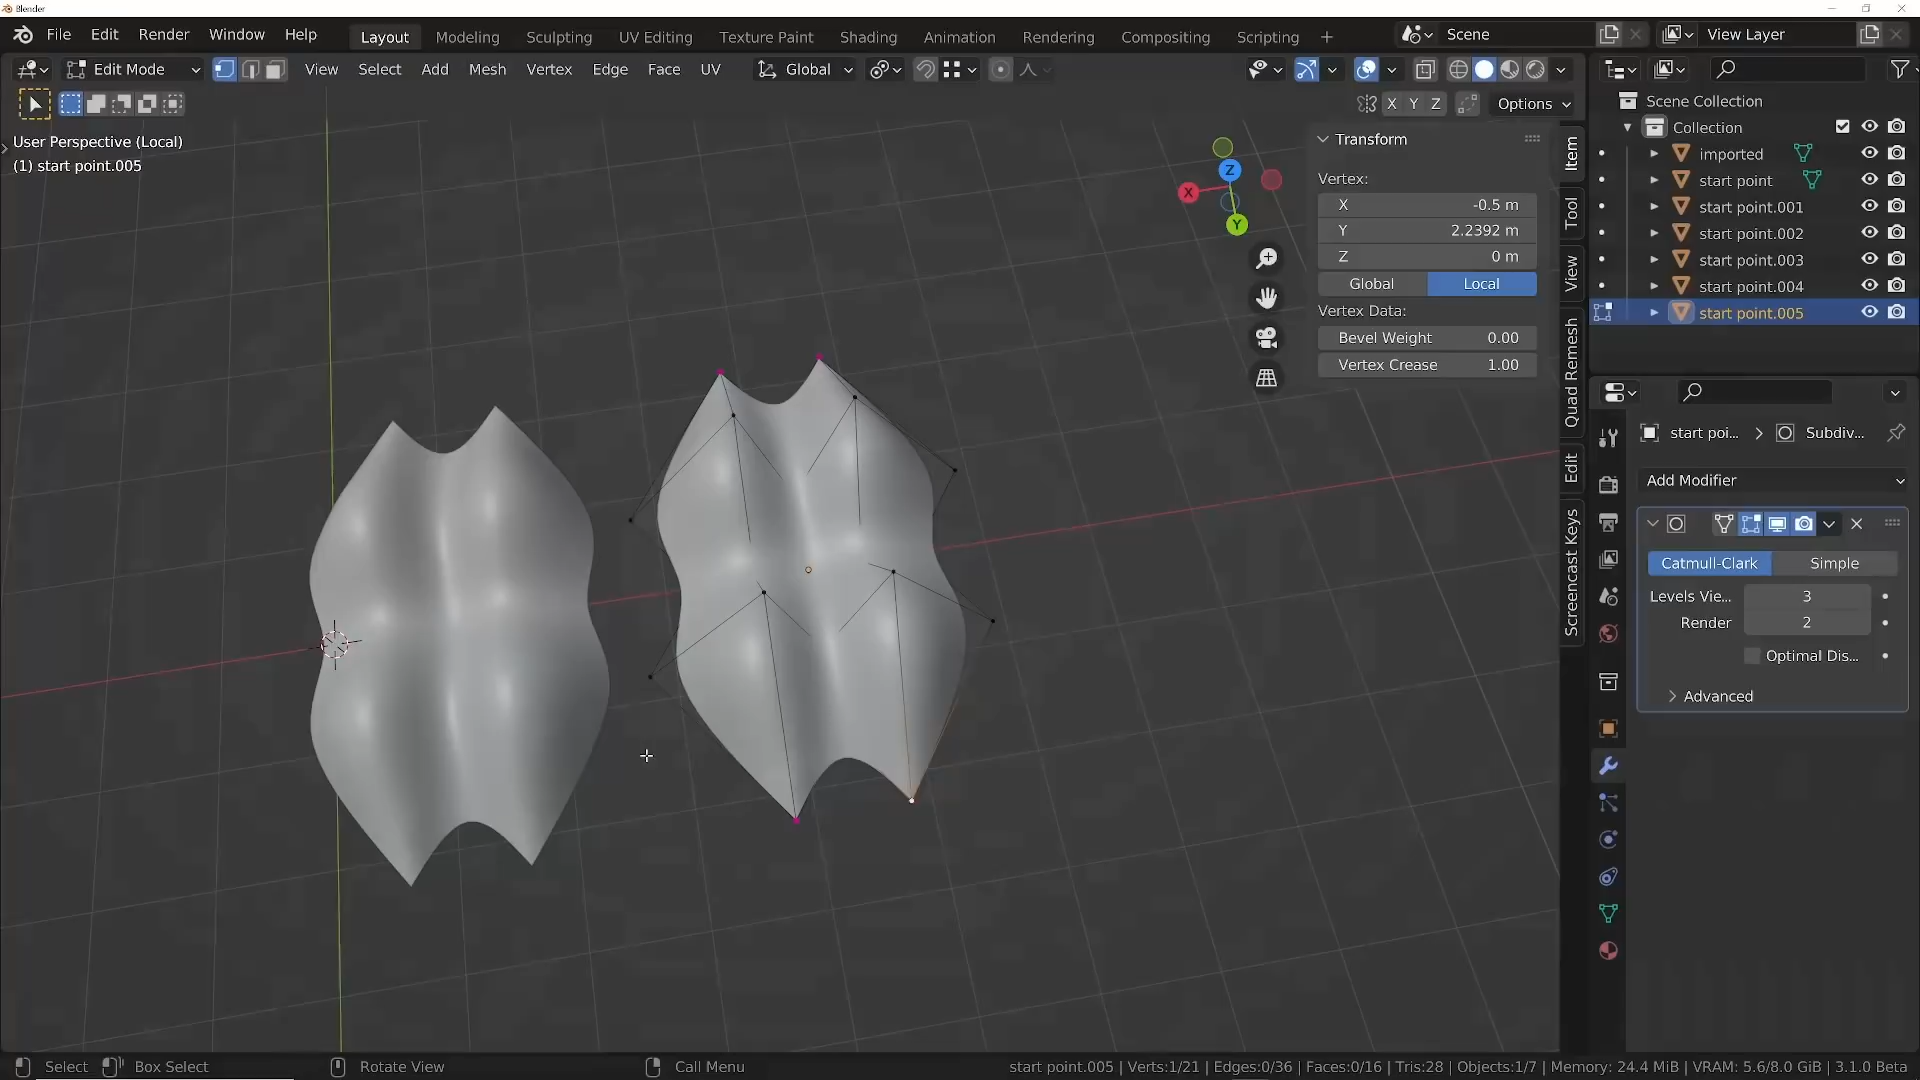 Blender
File Edit Render Window Help Layout Modeling Sculpting UV Editing Texture Paint Shading Animation Rendering Compositing Scripting + Scene View Layer
Edit Mode View Select Add Mesh Vertex Edge Face UV Global
X Y Z Options
User Perspective (Local)
(1) start point.005
Z
X
Y
Transform
Vertex:
X -0.5 m
Y 2.2392 m
Z 0 m
Global Local
Vertex Data:
Bevel Weight 0.00
Vertex Crease 1.00
Item
Tool
View
Quad Remesh
Edit
Screencast Keys
Scene Collection
Collection
imported
start point
start point.001
start point.002
start point.003
start point.004
start point.005
start poi... > Subdiv...
Add Modifier
Catmull-Clark Simple
Levels Vie... 3
Render 2
Optimal Dis...
Advanced
Select Box Select Rotate View Call Menu start point.005 | Verts:1/21 | Edges:0/36 | Faces:0/16 | Tris:28 | Objects:1/7 | Memory: 24.4 MiB | VRAM: 5.6/8.0 GiB | 3.1.0 Beta